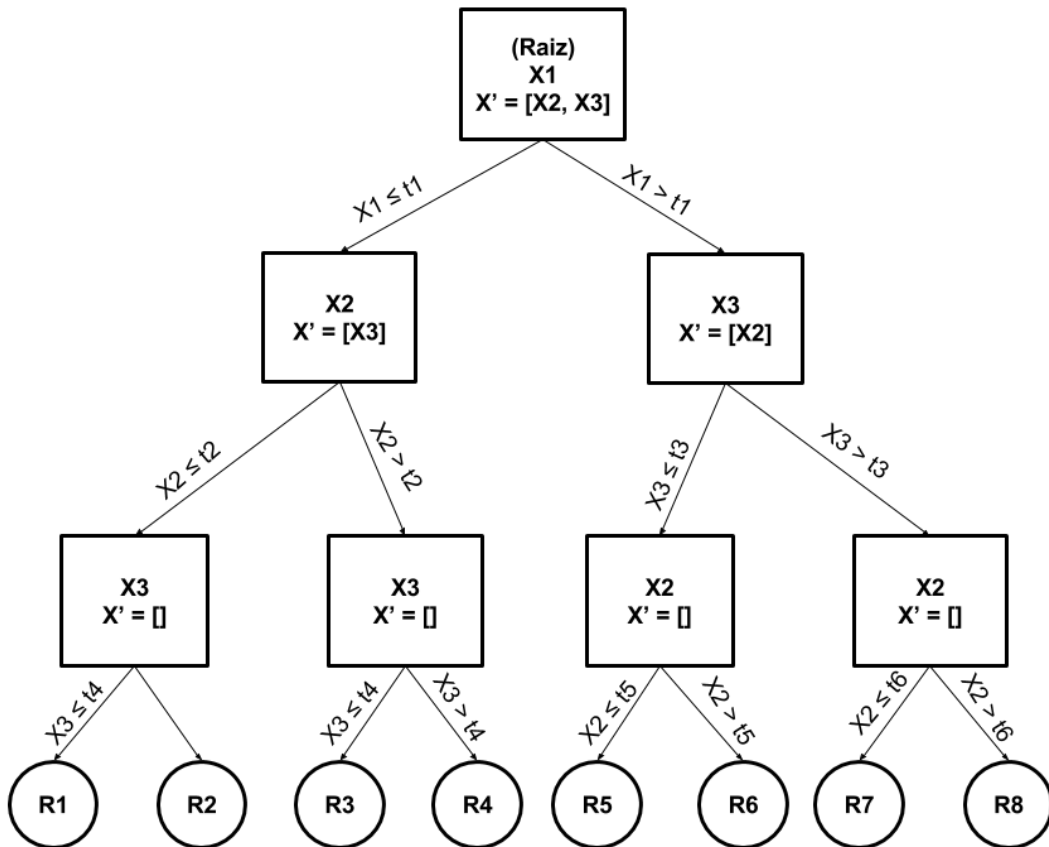 (Raiz)
X1
X’ = [X2, X3]
X1 ≤ t1
X1 > t1
X2
X’ = [X3]
X3
X’ = [X2]
X2 ≤ t2
X2 > t2
X3 ≤ t3
X3 > t3
X3
X’ = []
X3
X’ = []
X2
X’ = []
X2
X’ = []
X3 ≤ t4
X3 ≤ t4
X3 > t4
X2 ≤ t5
X2 > t5
X2 ≤ t6
X2 > t6
R1
R2
R3
R4
R5
R6
R7
R8